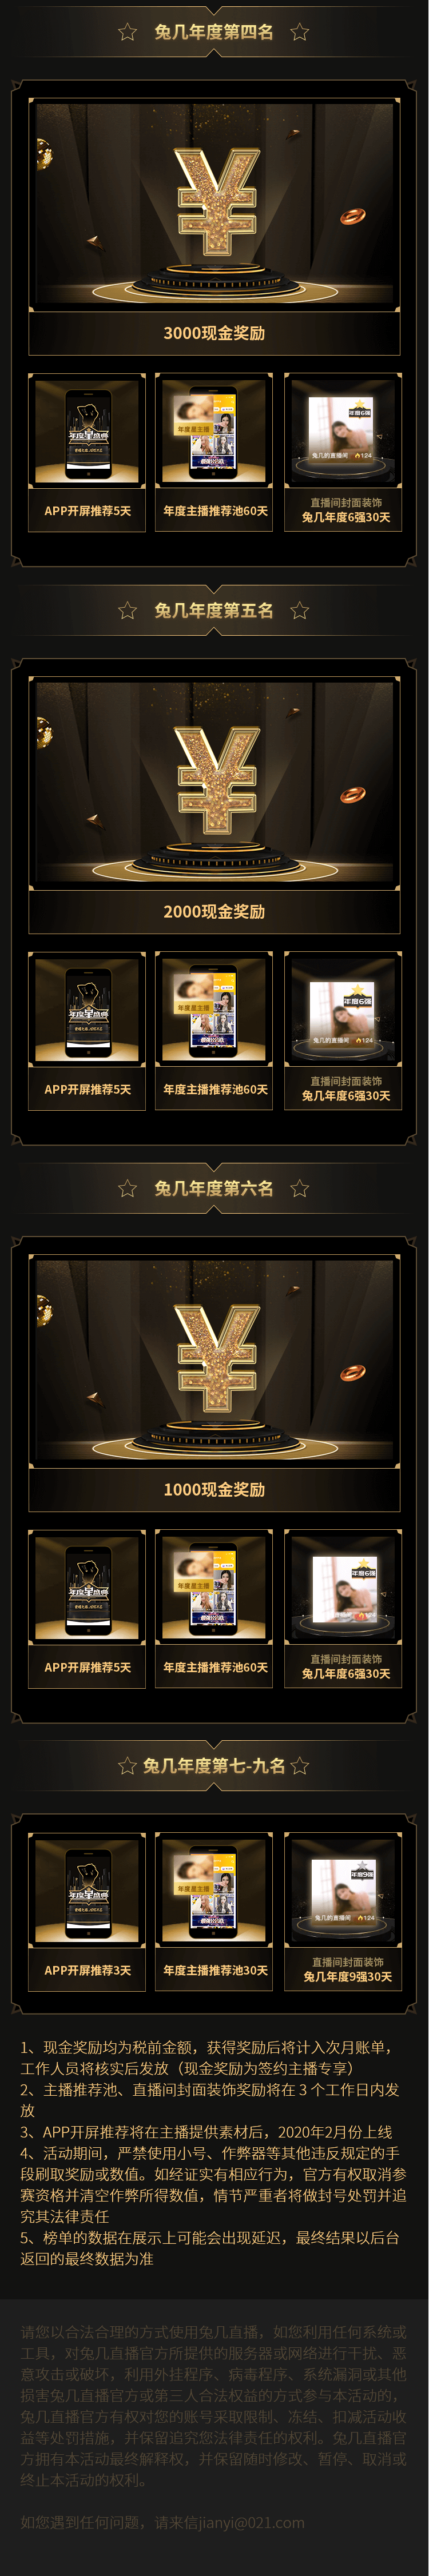 兔几年度第四名
3000现金奖励
年度星主播
年度6强
兔几的直播间 124
APP开屏推荐5天
年度主播推荐池60天
直播间封面装饰
兔几年度6强30天
兔几年度第五名
2000现金奖励
年度星主播
年度6强
兔几的直播间 124
APP开屏推荐5天
年度主播推荐池60天
直播间封面装饰
兔几年度6强30天
兔几年度第六名
1000现金奖励
年度星主播
年度6强
APP开屏推荐5天
年度主播推荐池60天
直播间封面装饰
兔几年度6强30天
兔几年度第七-九名
年度星主播
年度9强
兔几的直播间 124
APP开屏推荐3天
年度主播推荐池30天
直播间封面装饰
兔几年度9强30天
1、现金奖励均为税前金额，获得奖励后将计入次月账单，
工作人员将核实后发放（现金奖励为签约主播专享）
2、主播推荐池、直播间封面装饰奖励将在 3 个工作日内发
放
3、APP开屏推荐将在主播提供素材后，2020年2月份上线
4、活动期间，严禁使用小号、作弊器等其他违反规定的手
段刷取奖励或数值。如经证实有相应行为，官方有权取消参
赛资格并清空作弊所得数值，情节严重者将做封号处罚并追
究其法律责任
5、榜单的数据在展示上可能会出现延迟，最终结果以后台
返回的最终数据为准
请您以合法合理的方式使用兔几直播，如您利用任何系统或
工具，对兔几直播官方所提供的服务器或网络进行干扰、恶
意攻击或破坏，利用外挂程序、病毒程序、系统漏洞或其他
损害兔几直播官方或第三人合法权益的方式参与本活动的，
兔几直播官方有权对您的账号采取限制、冻结、扣减活动收
益等处罚措施，并保留追究您法律责任的权利。兔几直播官
方拥有本活动最终解释权，并保留随时修改、暂停、取消或
终止本活动的权利。
如您遇到任何问题，请来信jianyi@021.com